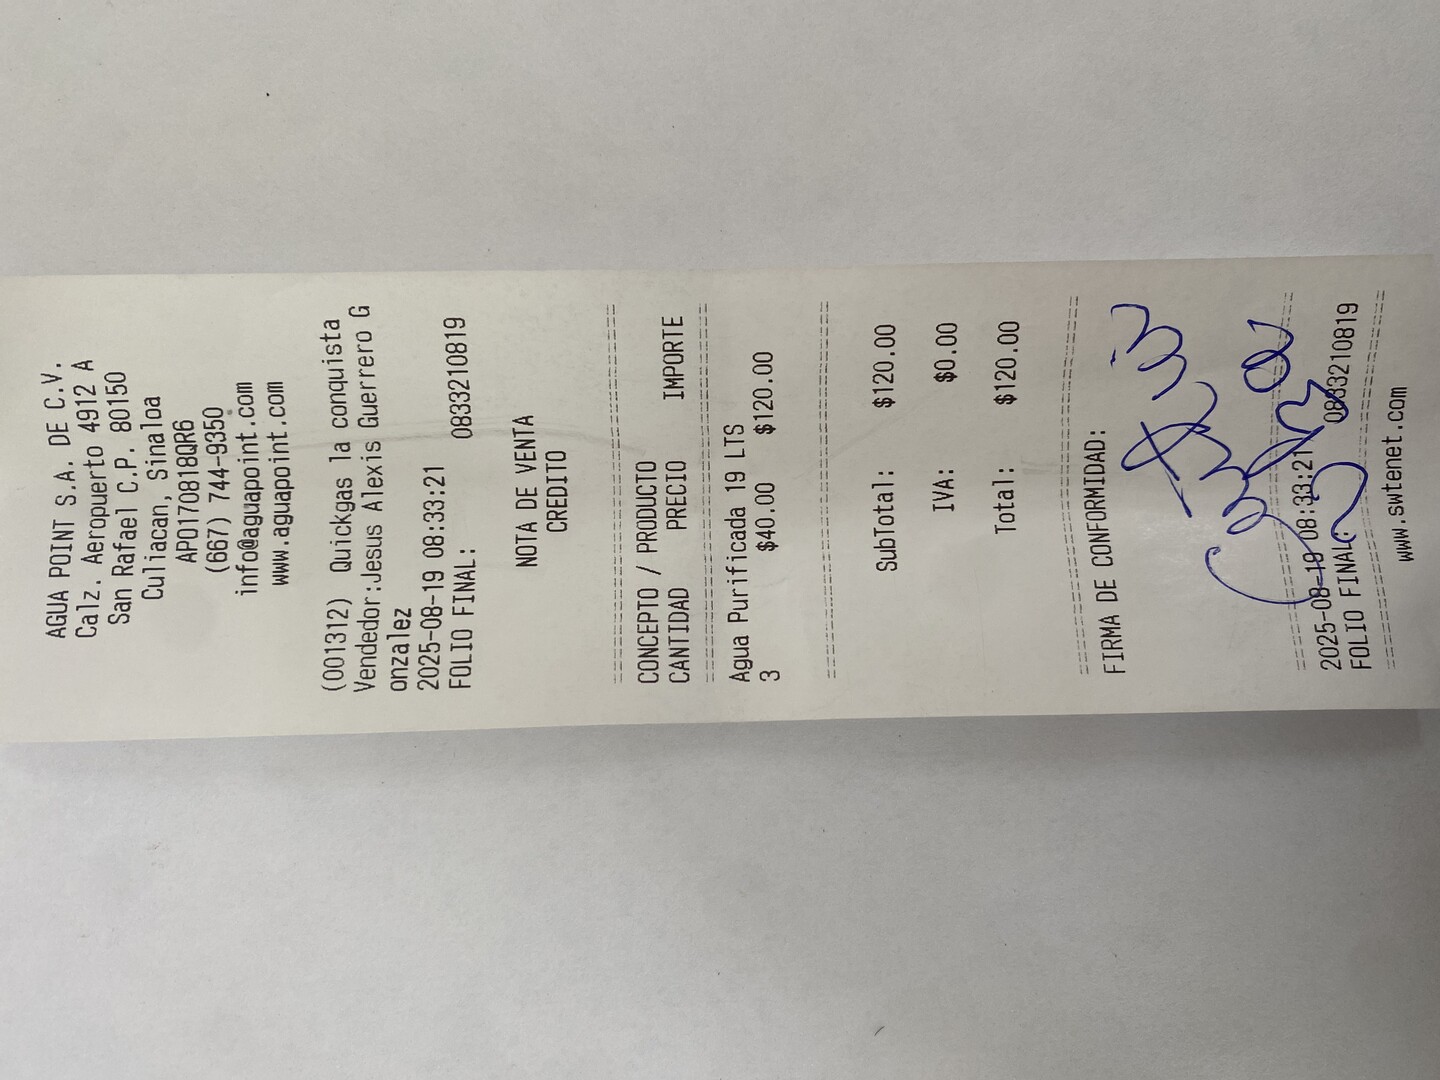 AGUA POINT S.A. DE C.V.
Calz. Aeropuerto 4912 A
San Rafael C.P. 80150
Culiacan, Sinaloa
APO170818QR6
(667) 744-9350
info@aguapoint.com
www.aguapoint.com
(001312) Quickgas la conquista
Vendedor:Jesus Alexis Guerrero G
onzalez
2025-08-19 08:33:21
FOLIO FINAL: 0833210819
NOTA DE VENTA
CREDITO
CONCEPTO / PRODUCTO
CANTIDAD PRECIO IMPORTE
Agua Purificada 19 LTS
3 $40.00 $120.00
SubTotal: $120.00
IVA: $0.00
Total: $120.00
FIRMA DE CONFORMIDAD:
2025-08-19 08:33:21
FOLIO FINAL: 0833210819
www.swtenet.com